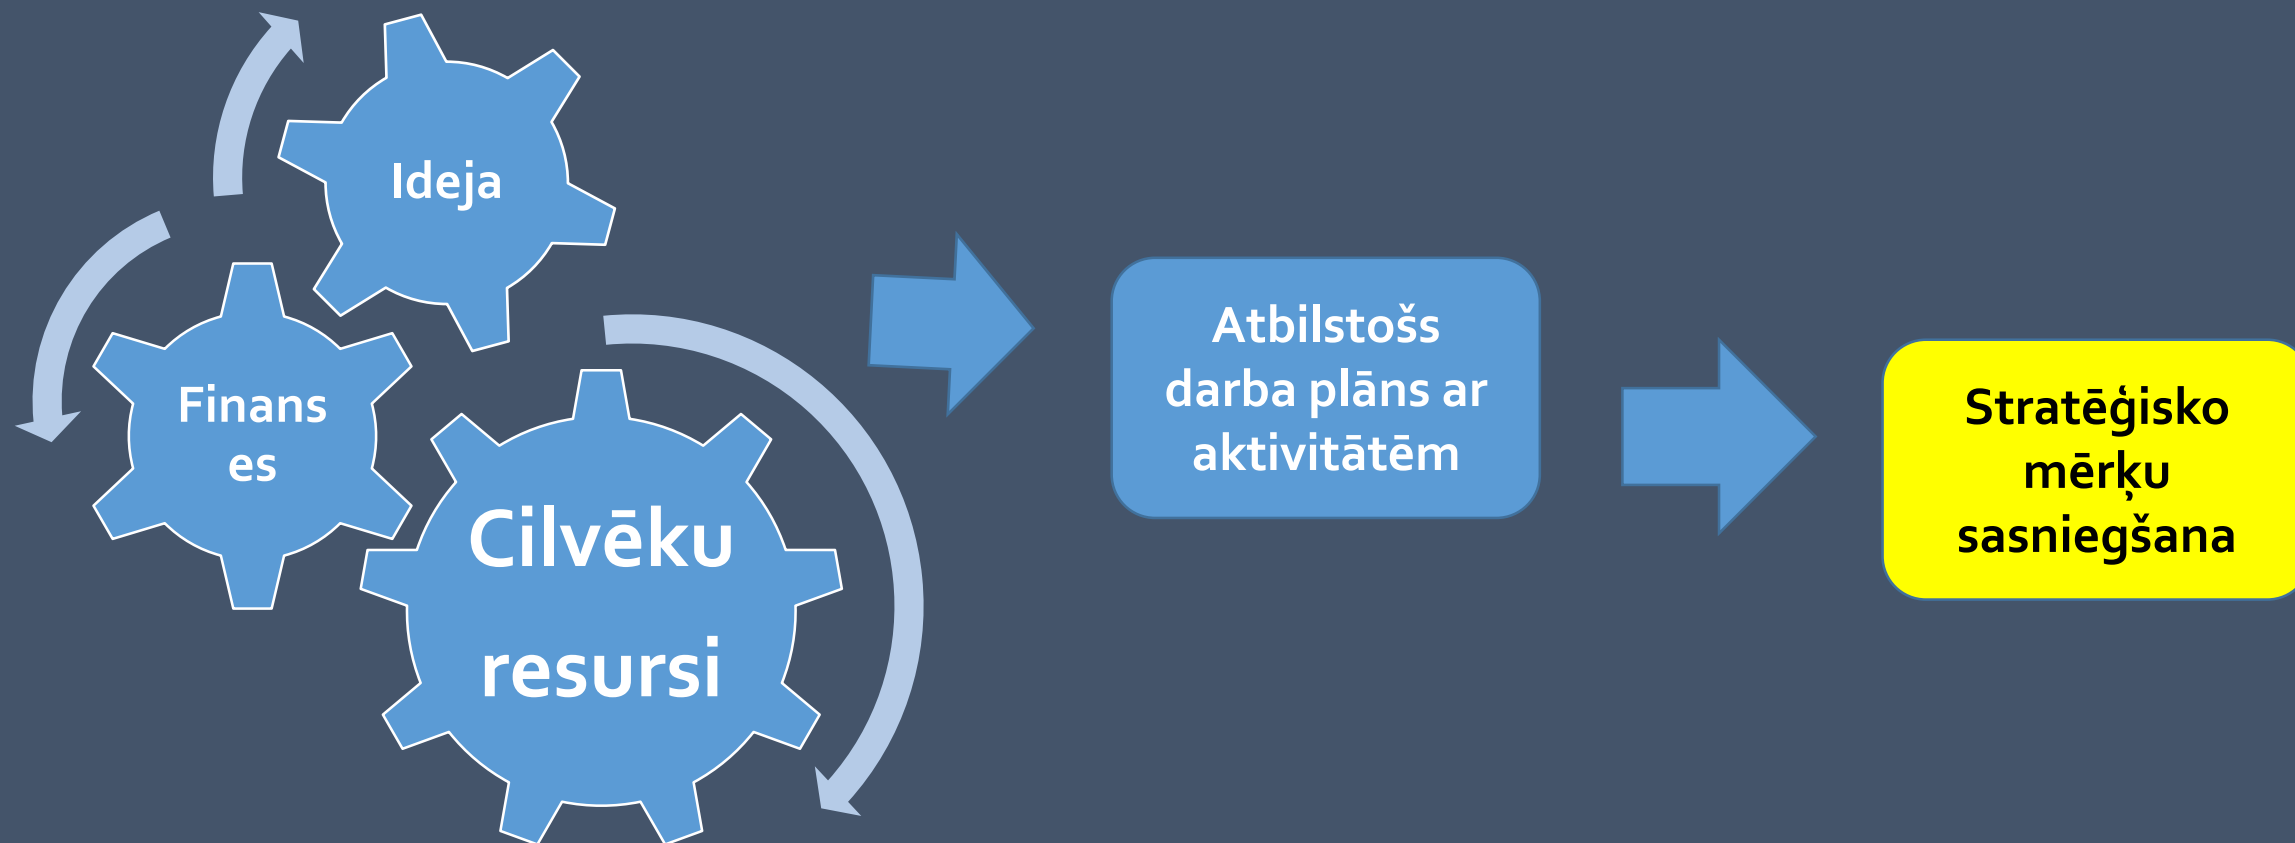 Ideja
Finans
es
Cilvēku
resursi
Atbilstošs
darba plāns ar
aktivitātēm
Stratēģisko
mērķu
sasniegšana